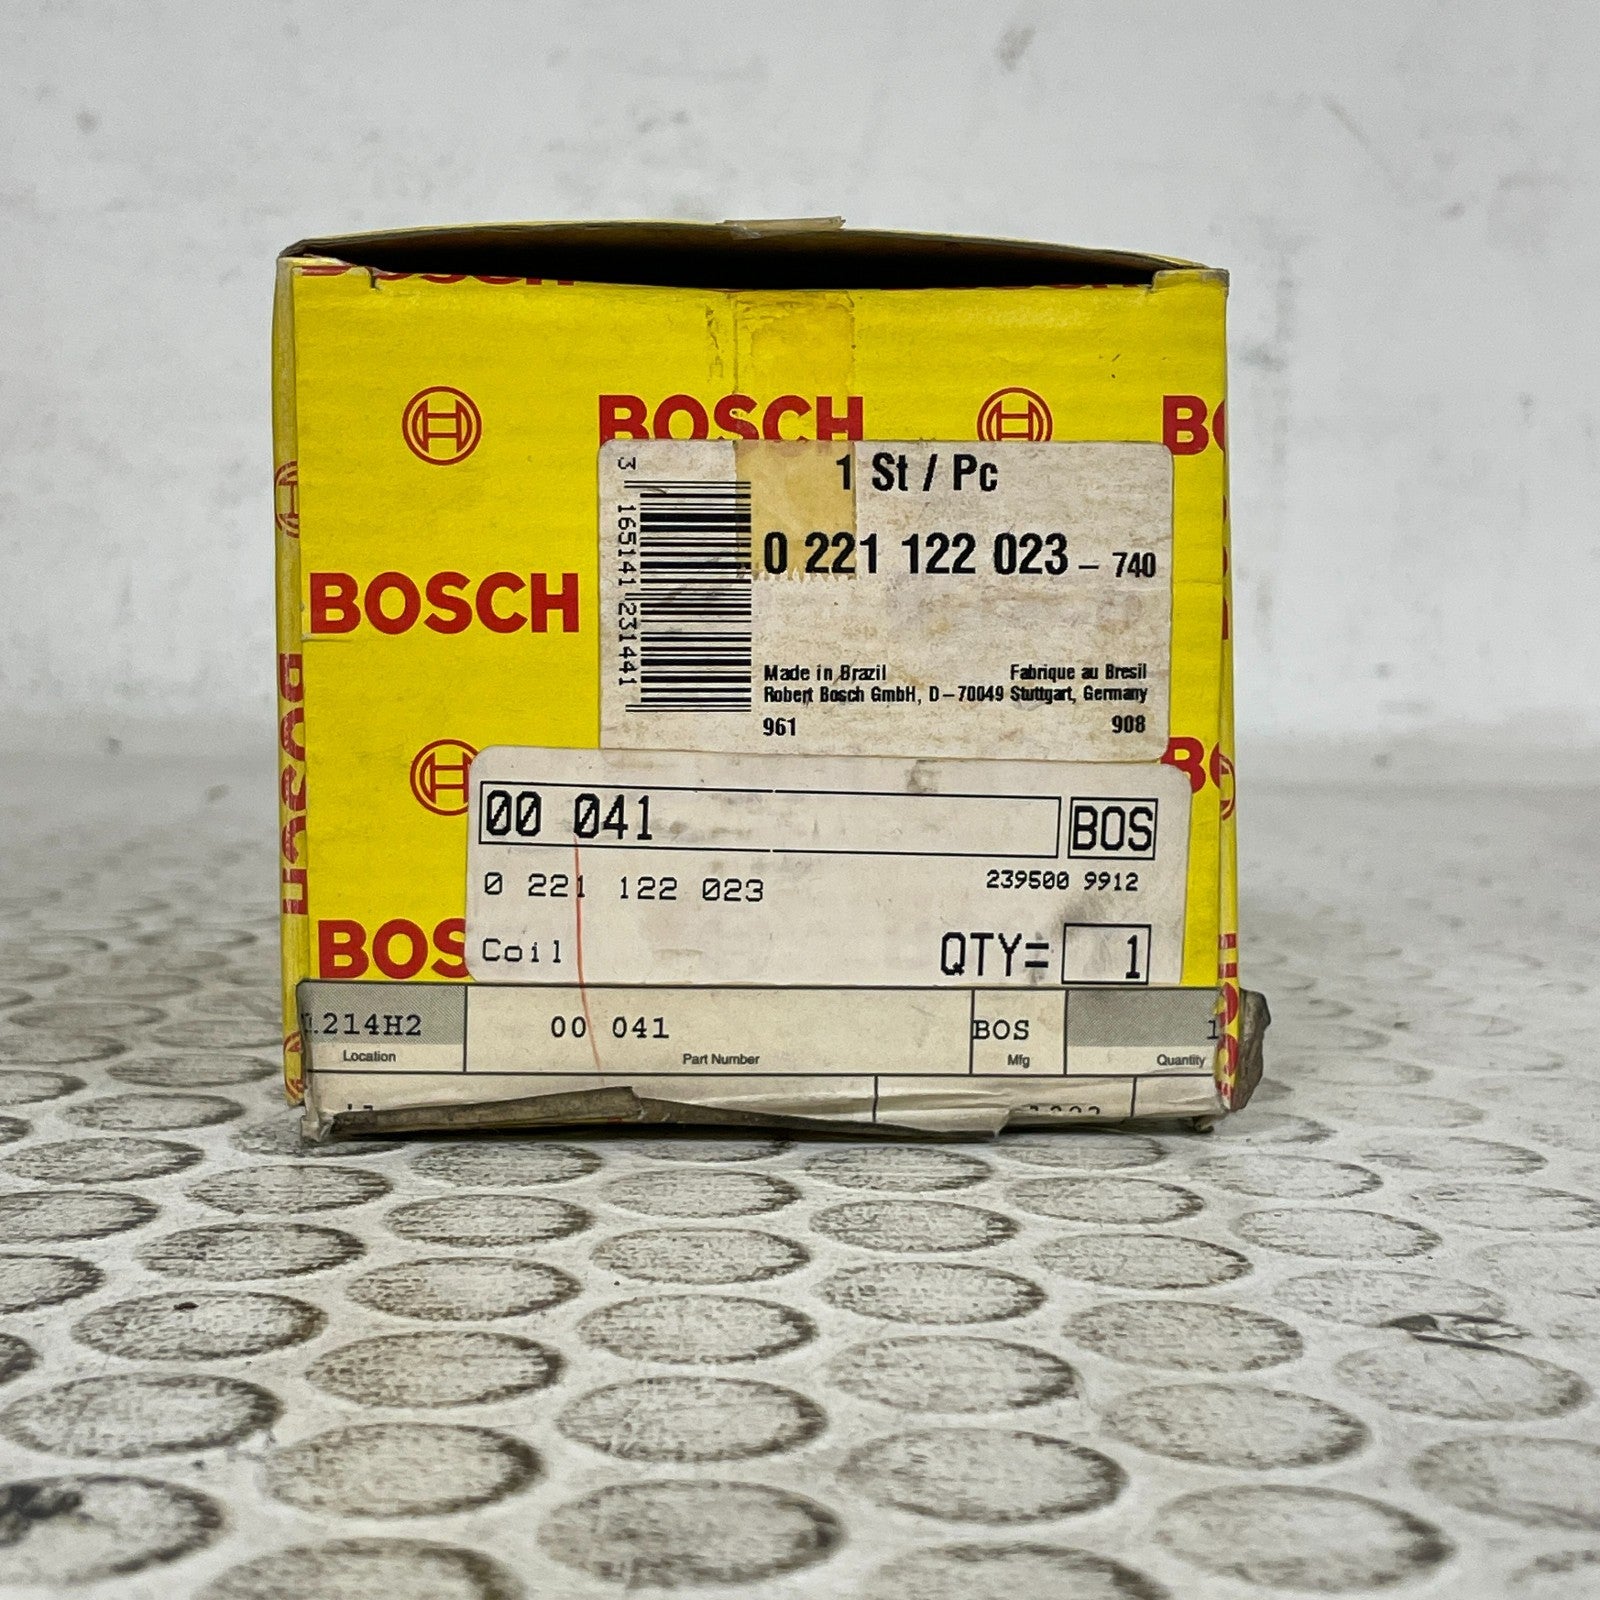 BOSCH
BOSCH
BOSCH
BOS
3 165141 231441
1 St / Pc
0 221 122 023 – 740
Made in Brazil Fabrique au Bresil
Robert Bosch GmbH, D–70049 Stuttgart, Germany
961 908
00 041 BOS
0 221 122 023 239500 9912
Coil QTY= 1
214H2 00 041 BOS 1
Location Part Number Mfg Quantity